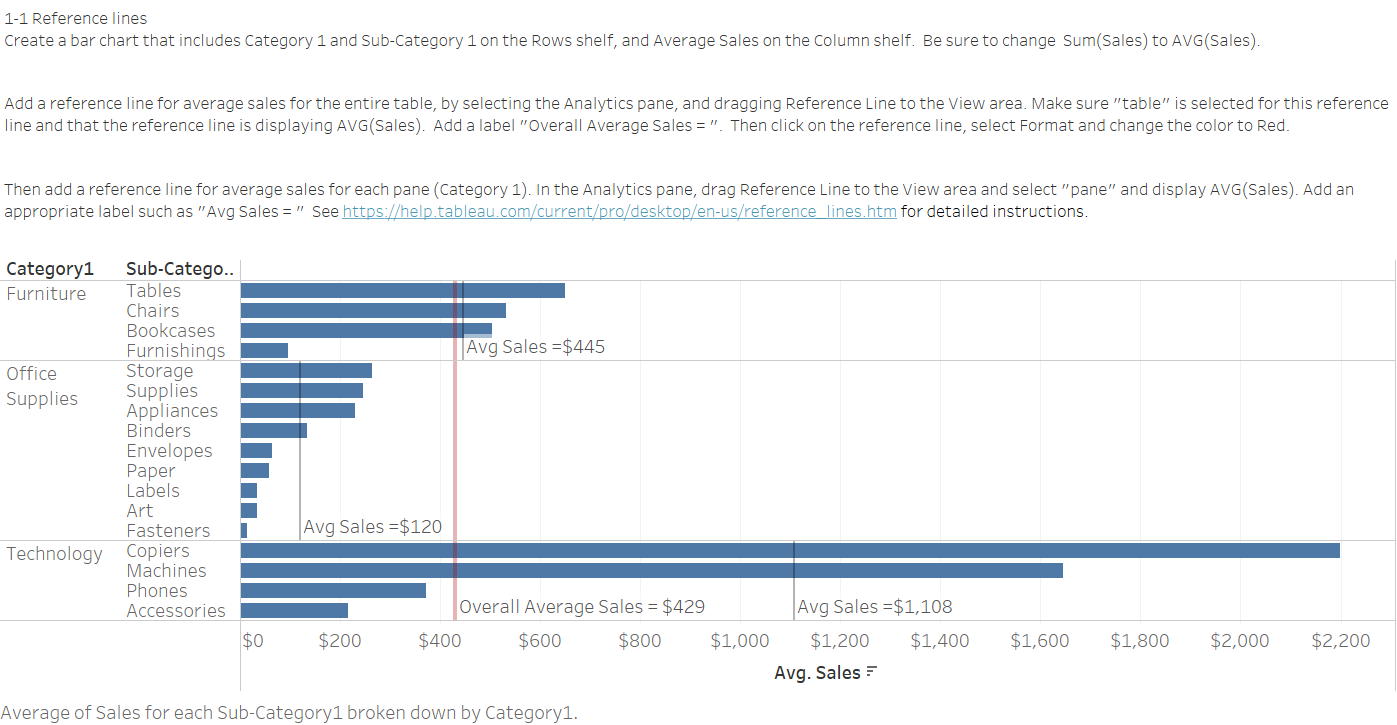 1-1 Reference lines
Create a bar chart that includes Category 1 and Sub-Category 1 on the Rows shelf, and Average Sales on the Column shelf.  Be sure to change  Sum(Sales) to AVG(Sales).
Add a reference line for average sales for the entire table, by selecting the Analytics pane, and dragging Reference Line to the View area. Make sure "table" is selected for this reference
line and that the reference line is displaying AVG(Sales).  Add a label "Overall Average Sales = ".  Then click on the reference line, select Format and change the color to Red.
Then add a reference line for average sales for each pane (Category 1). In the Analytics pane, drag Reference Line to the View area and select "pane" and display AVG(Sales). Add an
appropriate label such as "Avg Sales = "  See https://help.tableau.com/current/pro/desktop/en-us/reference_lines.htm for detailed instructions.
Category1 Sub-Catego..
Furniture Tables
Chairs
Bookcases
Furnishings Avg Sales =$445
Office Supplies Storage
Supplies
Appliances
Binders
Envelopes
Paper
Labels
Art
Fasteners Avg Sales =$120
Technology Copiers
Machines
Phones
Accessories Overall Average Sales = $429 Avg Sales =$1,108
$0 $200 $400 $600 $800 $1,000 $1,200 $1,400 $1,600 $1,800 $2,000 $2,200
Avg. Sales
Average of Sales for each Sub-Category1 broken down by Category1.